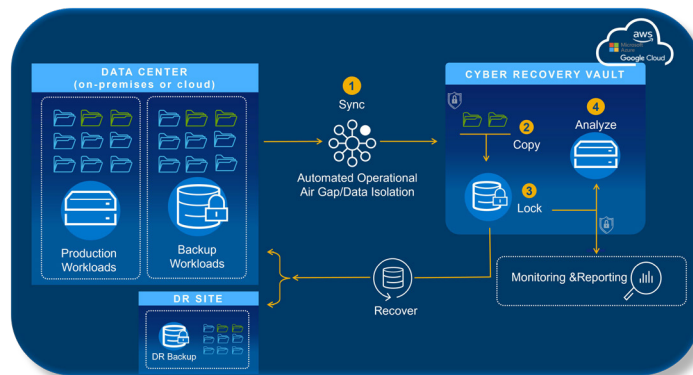 aws
Microsoft
Azure
Google Cloud
DATA CENTER
(on-premises or cloud)
Production
Workloads
Backup
Workloads
1
Sync
Automated Operational
Air Gap/Data Isolation
CYBER RECOVERY VAULT
2
Copy
3
Lock
4
Analyze
Monitoring &Reporting
Recover
DR SITE
DR Backup